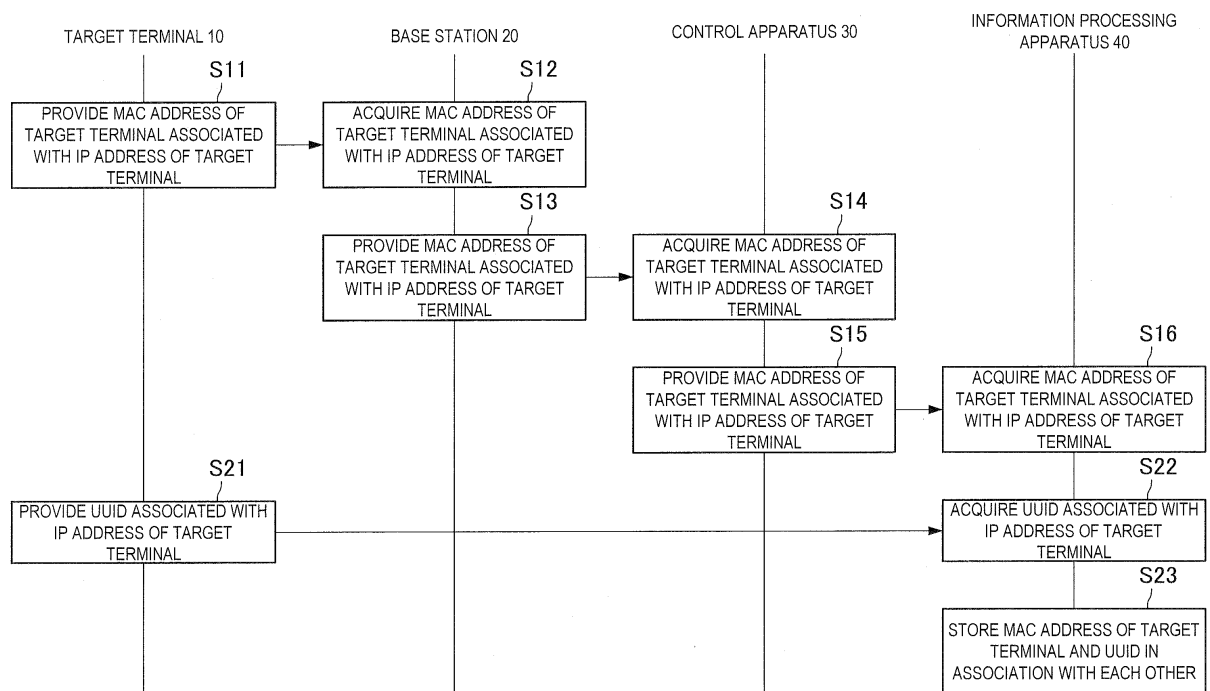 TARGET TERMINAL 10
BASE STATION 20
CONTROL APPARATUS 30
INFORMATION PROCESSING
APPARATUS 40
S11
PROVIDE MAC ADDRESS OF
TARGET TERMINAL ASSOCIATED
WITH IP ADDRESS OF TARGET
TERMINAL
S12
ACQUIRE MAC ADDRESS OF
TARGET TERMINAL ASSOCIATED
WITH IP ADDRESS OF TARGET
TERMINAL
S13
PROVIDE MAC ADDRESS OF
TARGET TERMINAL ASSOCIATED
WITH IP ADDRESS OF TARGET
TERMINAL
S14
ACQUIRE MAC ADDRESS OF
TARGET TERMINAL ASSOCIATED
WITH IP ADDRESS OF TARGET
TERMINAL
S15
PROVIDE MAC ADDRESS OF
TARGET TERMINAL ASSOCIATED
WITH IP ADDRESS OF TARGET
TERMINAL
S16
ACQUIRE MAC ADDRESS OF
TARGET TERMINAL ASSOCIATED
WITH IP ADDRESS OF TARGET
TERMINAL
S21
PROVIDE UUID ASSOCIATED WITH
IP ADDRESS OF TARGET
TERMINAL
S22
ACQUIRE UUID ASSOCIATED WITH
IP ADDRESS OF TARGET
TERMINAL
S23
STORE MAC ADDRESS OF TARGET
TERMINAL AND UUID IN
ASSOCIATION WITH EACH OTHER